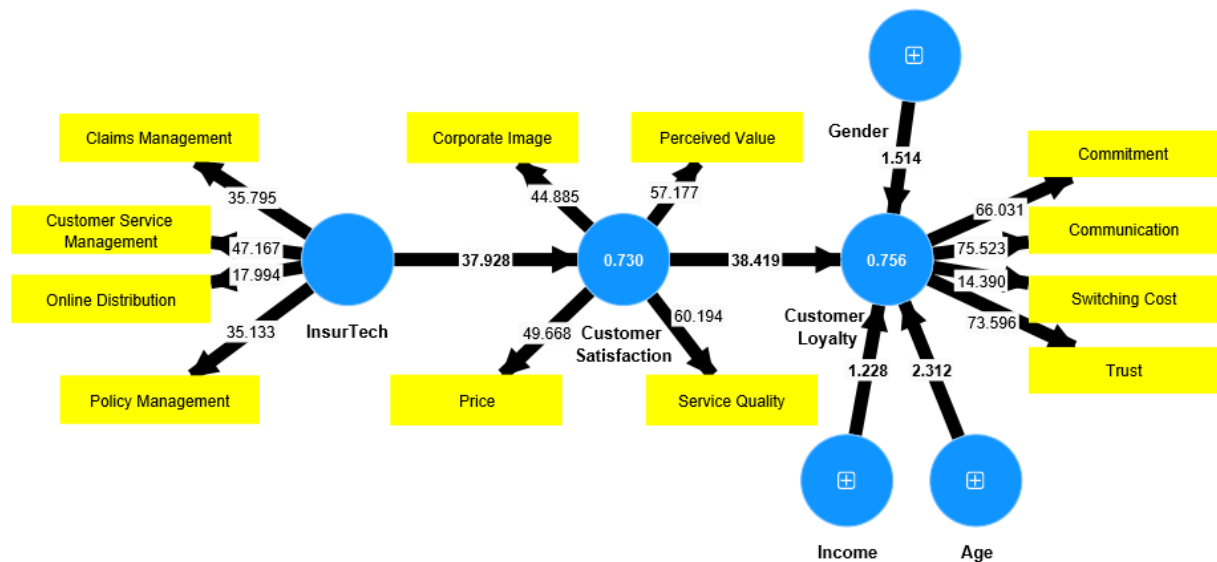 Gender
1.514
Claims Management
Corporate Image
Perceived Value
Commitment
35.795
44.885
57.177
66.031
Customer Service
Management
47.167
Communication
75.523
37.928
0.730
38.419
0.756
17.994
Online Distribution
14.390
Switching Cost
InsurTech
35.133
49.668
Customer
Satisfaction
60.194
Customer
Loyalty
73.596
Trust
1.228
2.312
Policy Management
Price
Service Quality
Income
Age